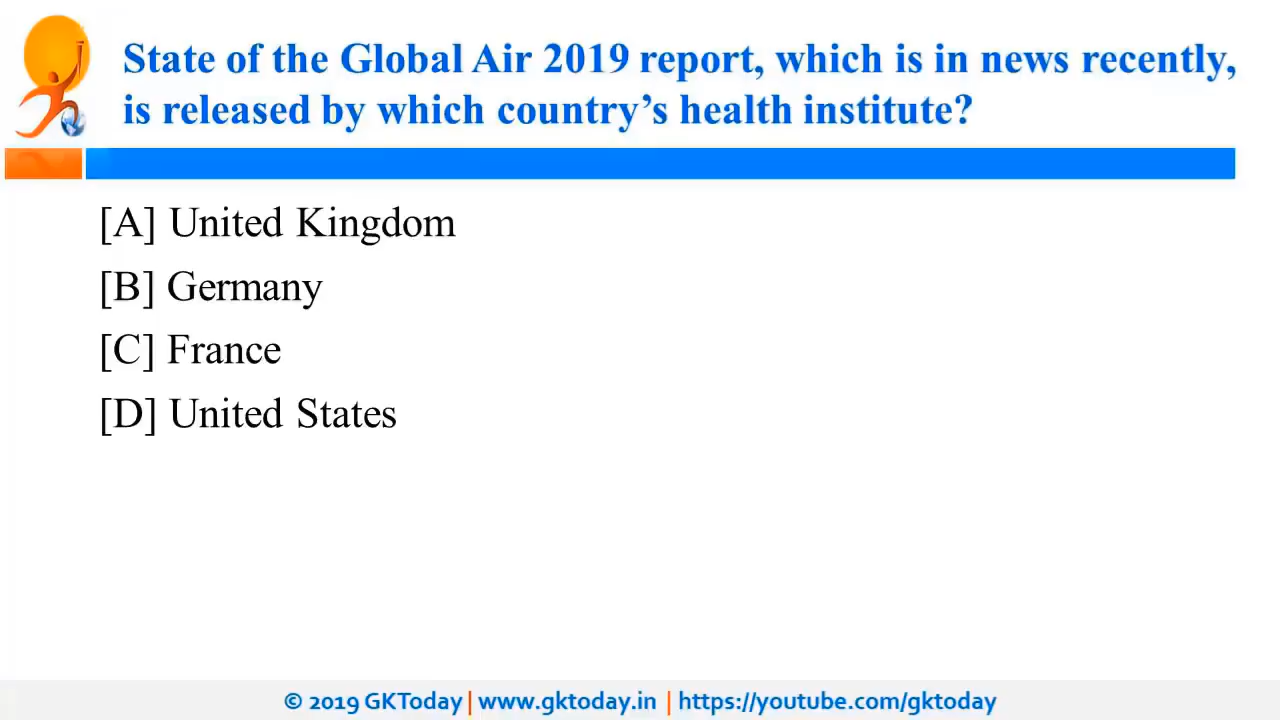 State of the Global Air 2019 report, which is in news recently,
is released by which country’s health institute?
[A] United Kingdom
[B] Germany
[C] France
[D] United States
© 2019 GKToday | www.gktoday.in | https://youtube.com/gktoday